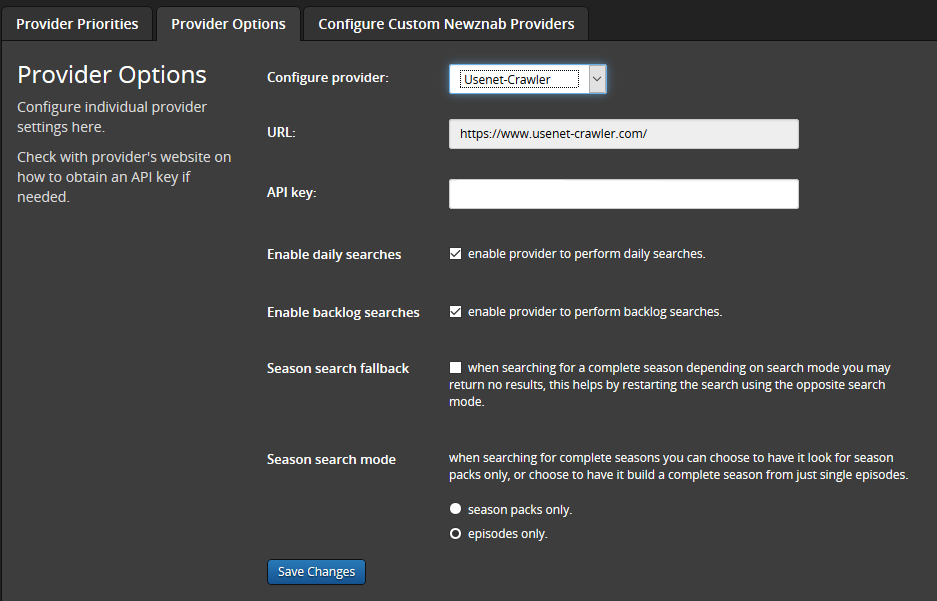 Provider Priorities
Provider Options
Configure Custom Newznab Providers
Provider Options
Configure individual provider
settings here.
Check with provider's website on
how to obtain an API key if
needed.
Configure provider:
Usenet-Crawler
URL:
https://www.usenet-crawler.com/
API key:
Enable daily searches
enable provider to perform daily searches.
Enable backlog searches
enable provider to perform backlog searches.
Season search fallback
when searching for a complete season depending on search mode you may
return no results, this helps by restarting the search using the opposite search
mode.
Season search mode
when searching for complete seasons you can choose to have it look for season
packs only, or choose to have it build a complete season from just single episodes.
season packs only.
episodes only.
Save Changes